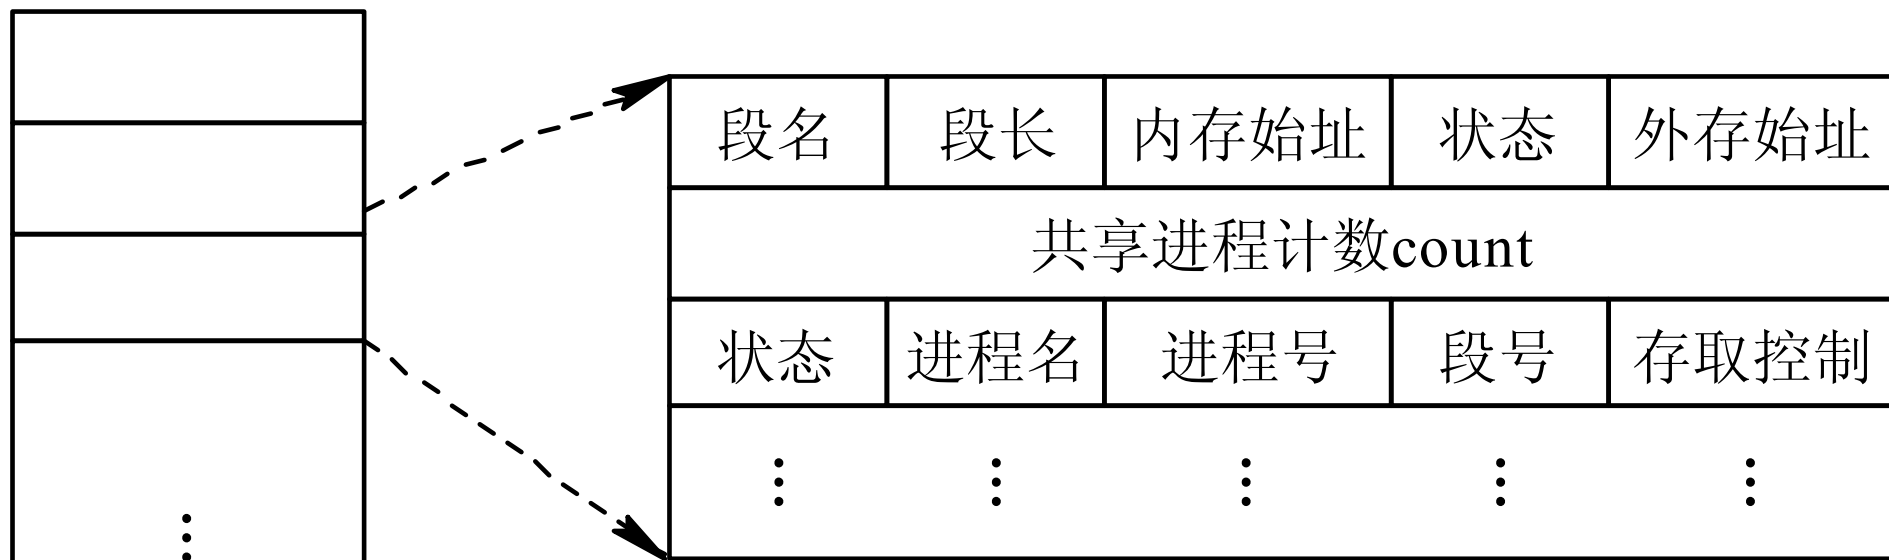 段名 段长 内存始址 状态 外存始址
共享进程计数count
状态 进程名 进程号 段号 存取控制